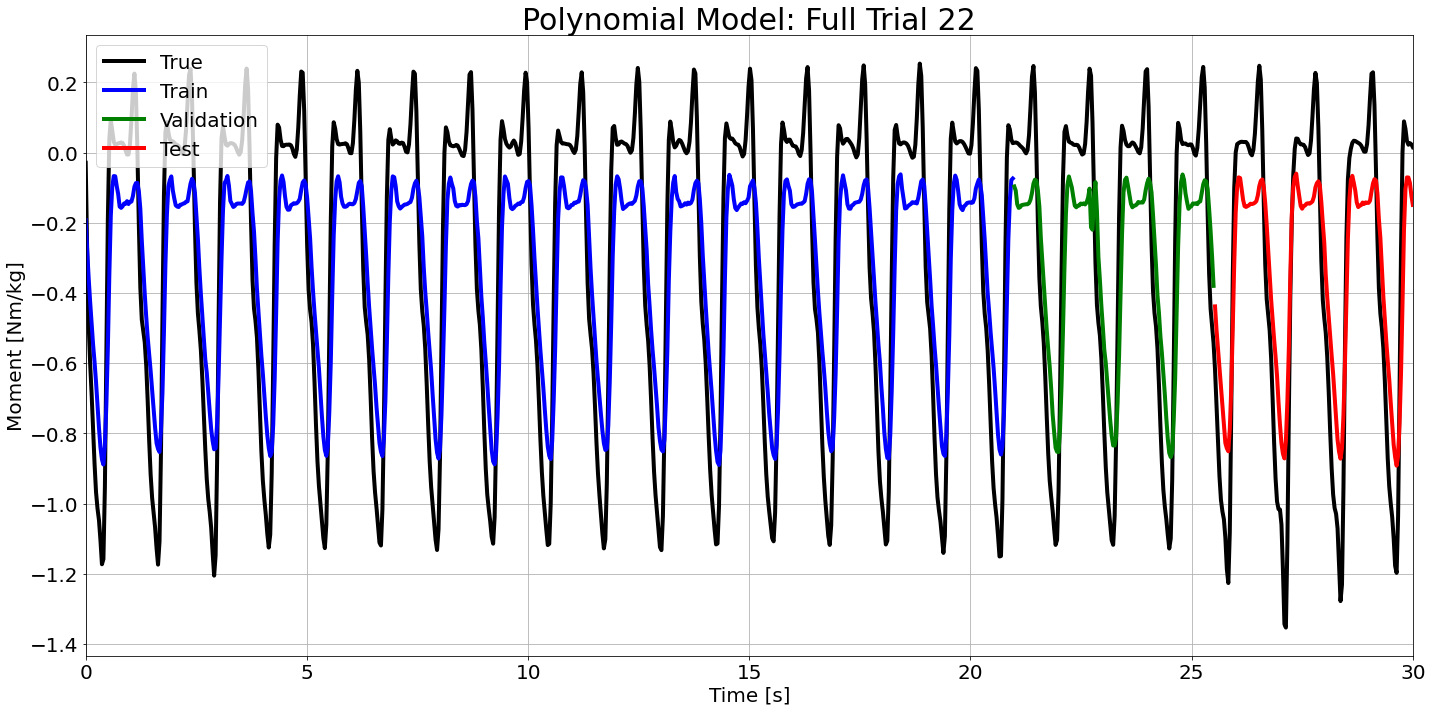 Polynomial Model: Full Trial 22
True
Train
Validation
Test
0.2
0.0
−0.2
−0.4
−0.6
−0.8
−1.0
−1.2
−1.4
Moment [Nm/kg]
0 5 10 15 20 25 30
Time [s]